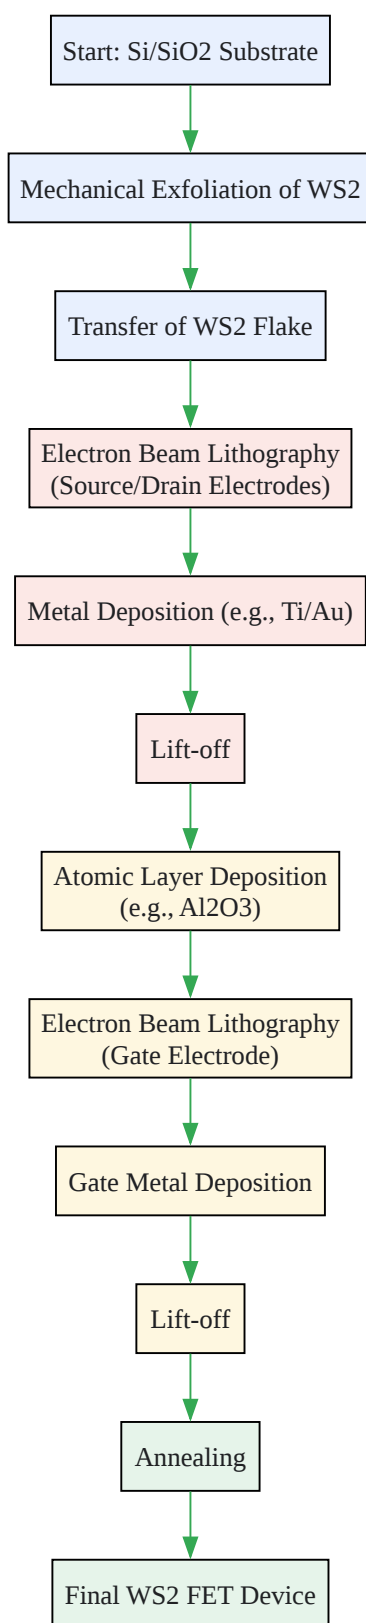 Start: Si/SiO2 Substrate
Mechanical Exfoliation of WS2
Transfer of WS2 Flake
Electron Beam Lithography
(Source/Drain Electrodes)
Metal Deposition (e.g., Ti/Au)
Lift-off
Atomic Layer Deposition
(e.g., Al2O3)
Electron Beam Lithography
(Gate Electrode)
Gate Metal Deposition
Lift-off
Annealing
Final WS2 FET Device